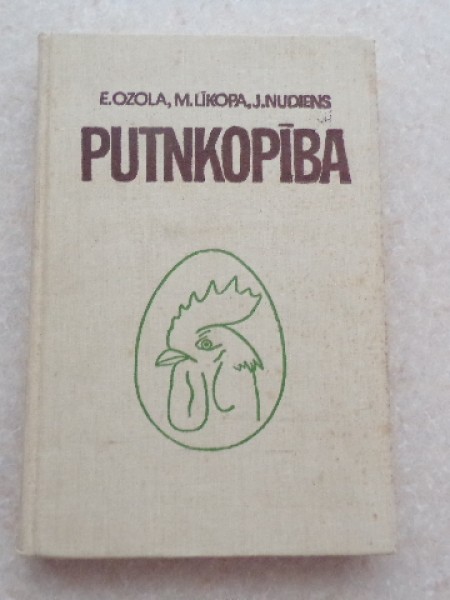 E. OZOLA, M. LĪKOPA, J. NUDIENS
PUTNKOPĪBA